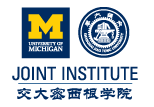 M
UNIVERSITY OF
MICHIGAN
JOINT INSTITUTE
交大密西根学院